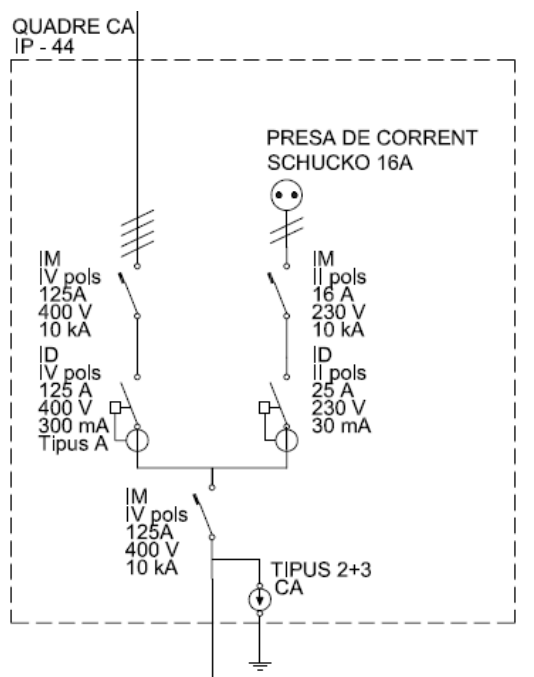 QUADRE CA
IP - 44
PRESA DE CORRENT
SCHUCKO 16A
IM
IV pols
125A
400 V
10 kA
IM
II pols
16 A
230 V
10 kA
ID
IV pols
125 A
400 V
300 mA
Tipus A
ID
II pols
25 A
230 V
30 mA
IM
IV pols
125A
400 V
10 kA
TIPUS 2+3
CA